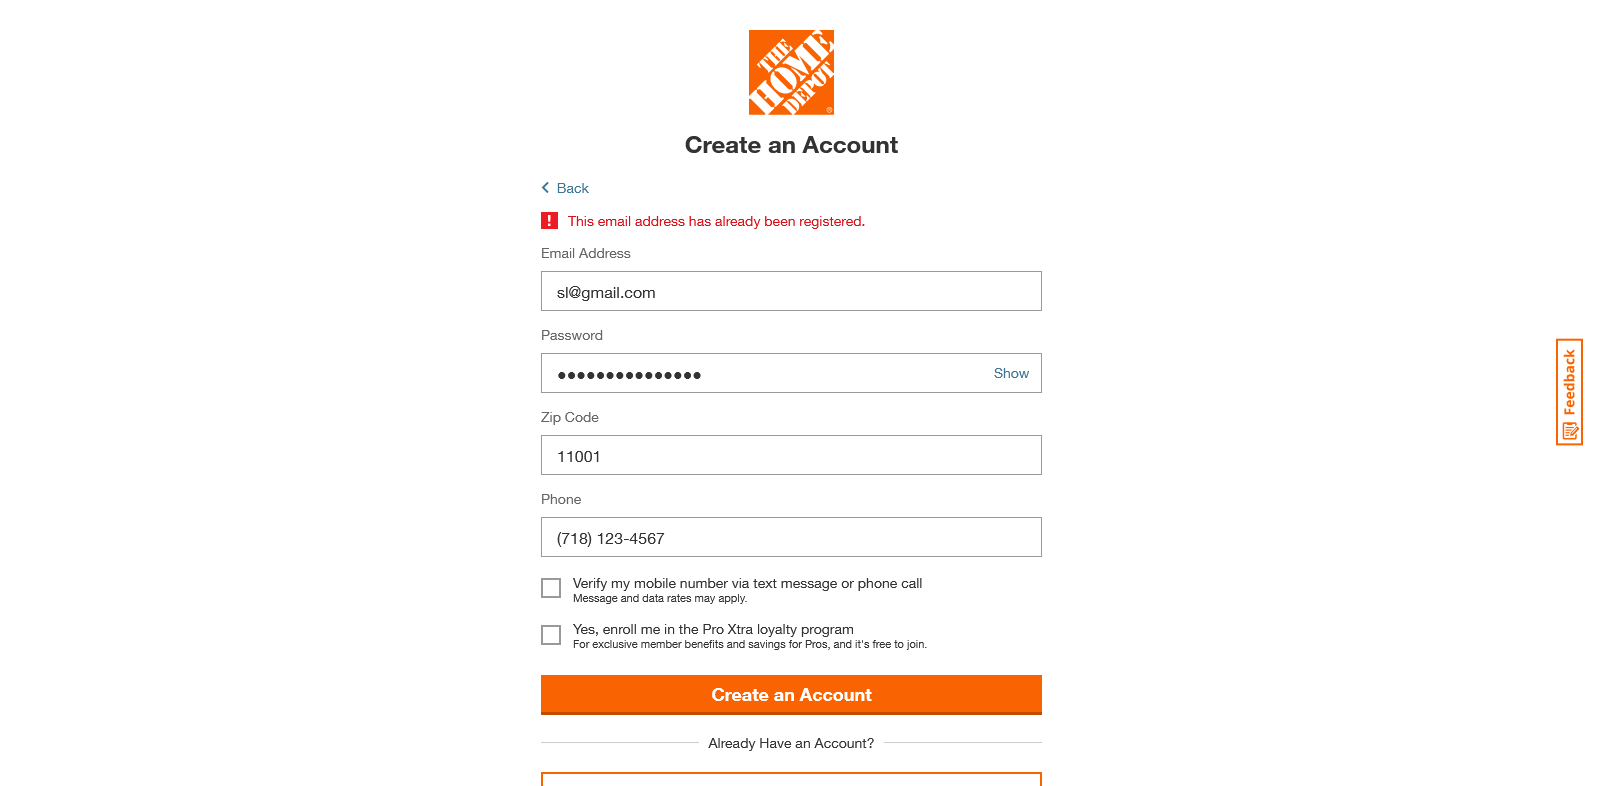 THE
HOME
DEPOT
®
Create an Account
Back
! This email address has already been registered.
Email Address
sl@gmail.com
Password
●●●●●●●●●●●●●●● Show
Zip Code
11001
Phone
(718) 123-4567
Verify my mobile number via text message or phone call
Message and data rates may apply.
Yes, enroll me in the Pro Xtra loyalty program
For exclusive member benefits and savings for Pros, and it's free to join.
Create an Account
Already Have an Account?
Feedback